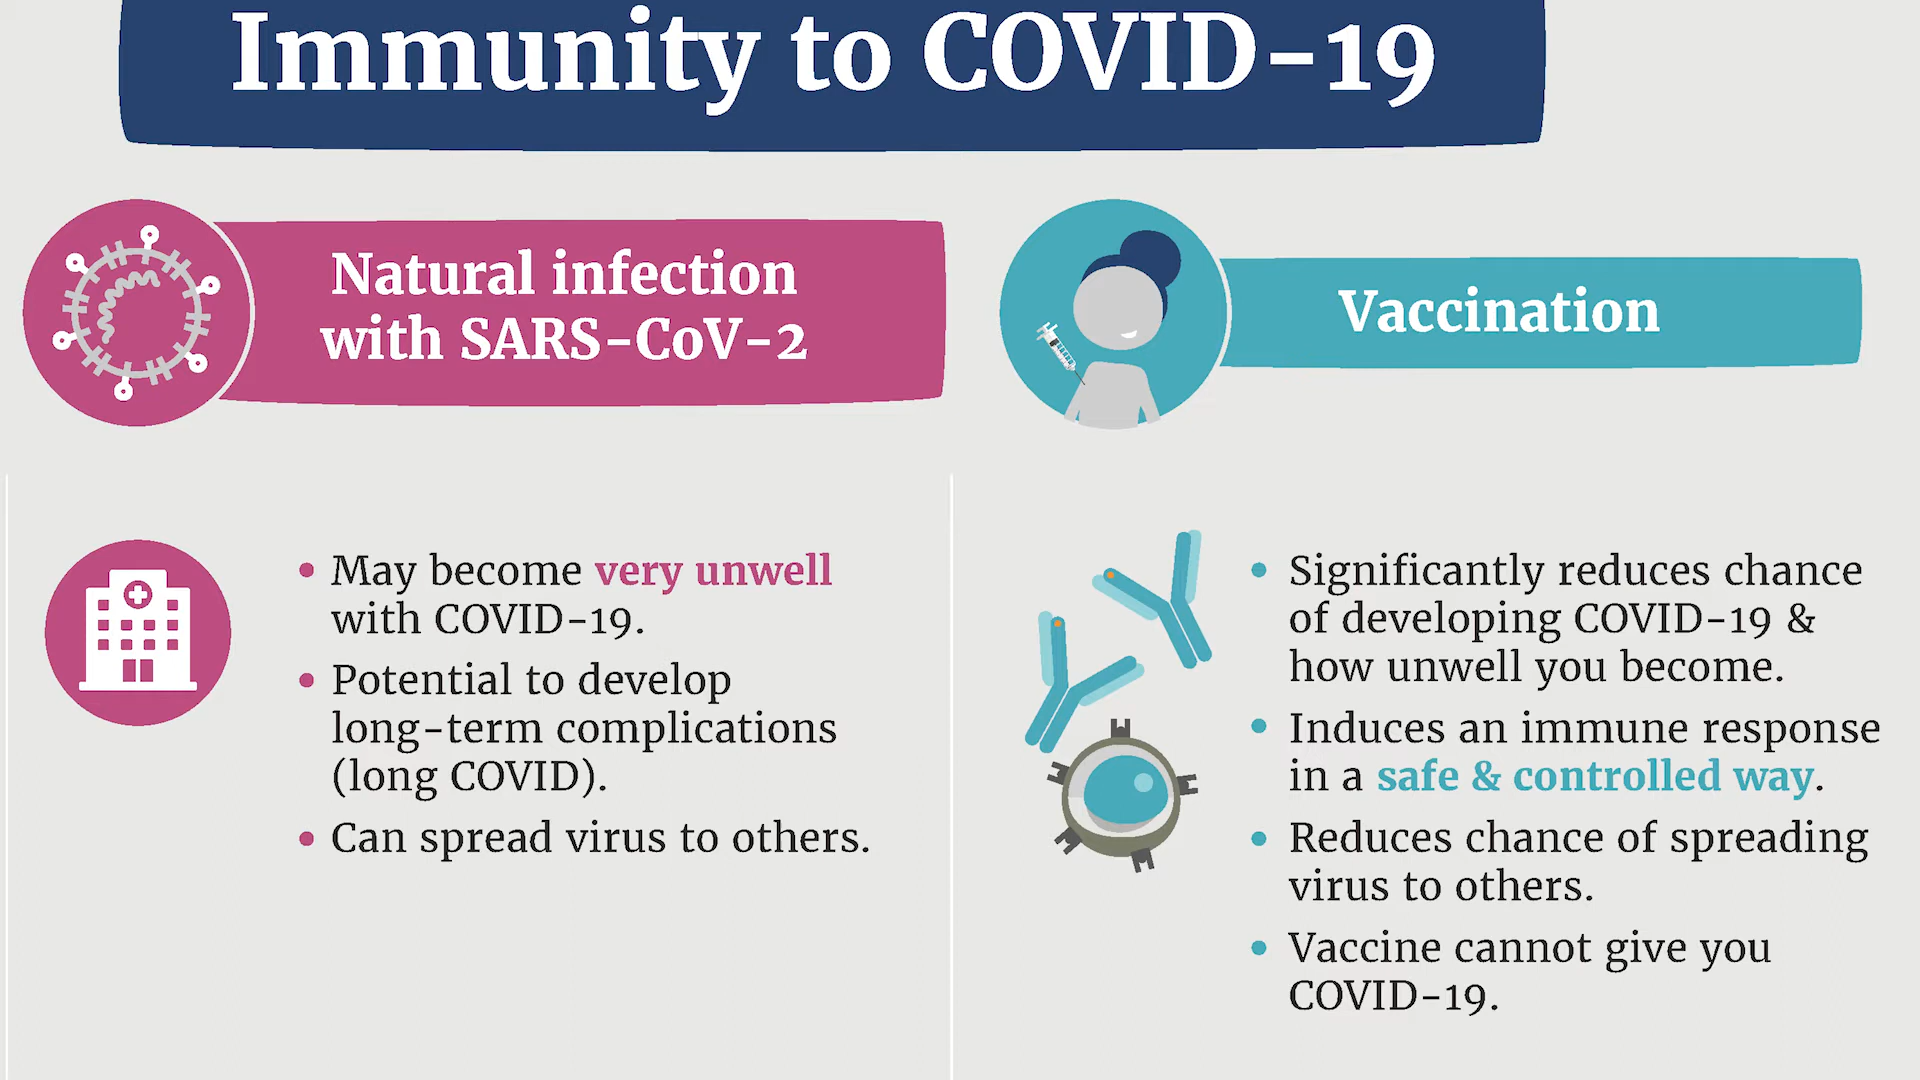 Immunity to COVID-19
Natural infection
with SARS-CoV-2
Vaccination
• May become very unwell
with COVID-19.
• Potential to develop
long-term complications
(long COVID).
• Can spread virus to others.
• Significantly reduces chance
of developing COVID-19 &
how unwell you become.
• Induces an immune response
in a safe & controlled way.
• Reduces chance of spreading
virus to others.
• Vaccine cannot give you
COVID-19.